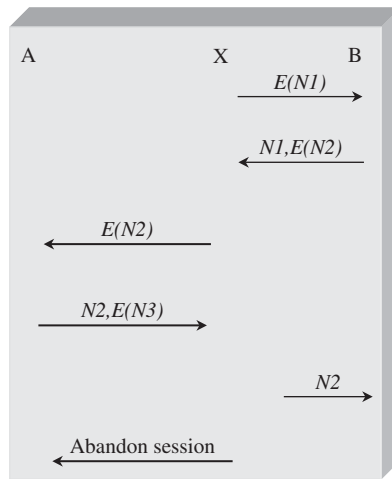 A X B
E(N1)
N1,E(N2)
E(N2)
N2,E(N3)
N2
Abandon session